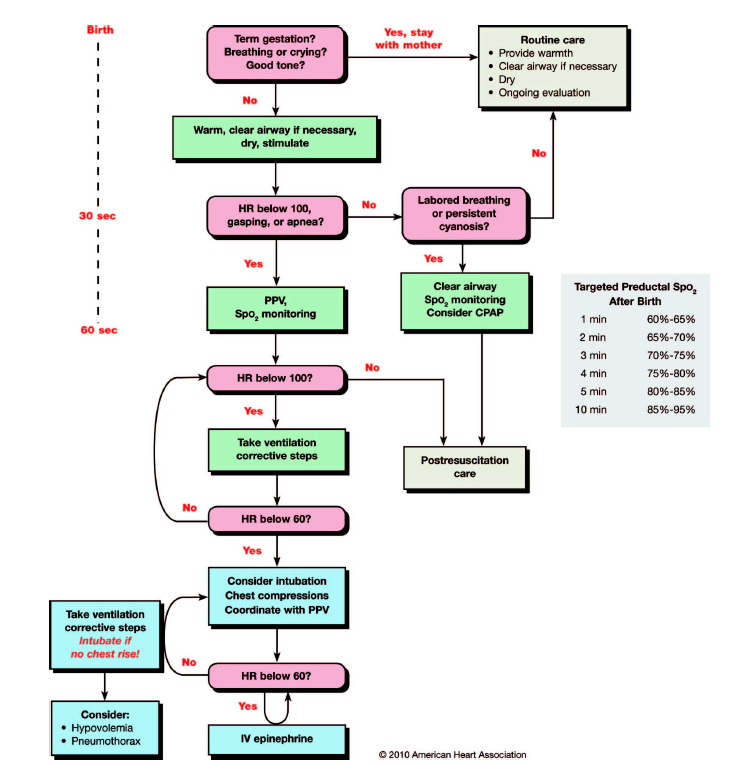 Birth
Term gestation?
Breathing or crying?
Good tone?
Yes, stay
with mother
Routine care
• Provide warmth
• Clear airway if necessary
• Dry
• Ongoing evaluation
No
Warm, clear airway if necessary,
dry, stimulate
No
30 sec
HR below 100,
gasping, or apnea?
No
Labored breathing
or persistent
cyanosis?
Yes
Yes
PPV,
Spo2 monitoring
Clear airway
Spo2 monitoring
Consider CPAP
60 sec
Targeted Preductal Spo2
After Birth
1 min 60%-65%
2 min 65%-70%
3 min 70%-75%
4 min 75%-80%
5 min 80%-85%
10 min 85%-95%
HR below 100?
No
Yes
Take ventilation
corrective steps
Postresuscitation
care
No
HR below 60?
Yes
Consider intubation
Chest compressions
Coordinate with PPV
Take ventilation
corrective steps
Intubate if
no chest rise!
No
HR below 60?
Yes
Consider:
• Hypovolemia
• Pneumothorax
IV epinephrine
© 2010 American Heart Association